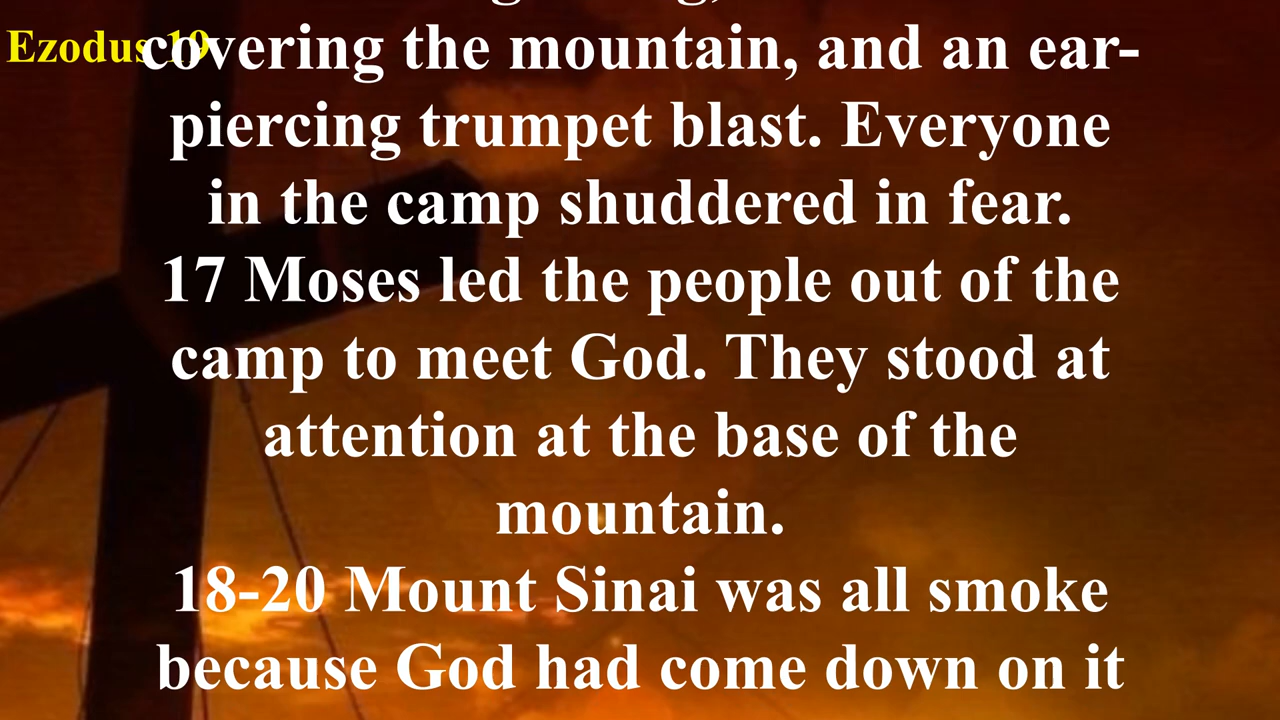 Ezodus 19
covering the mountain, and an ear-
piercing trumpet blast. Everyone
in the camp shuddered in fear.
17 Moses led the people out of the
camp to meet God. They stood at
attention at the base of the
mountain.
18-20 Mount Sinai was all smoke
because God had come down on it